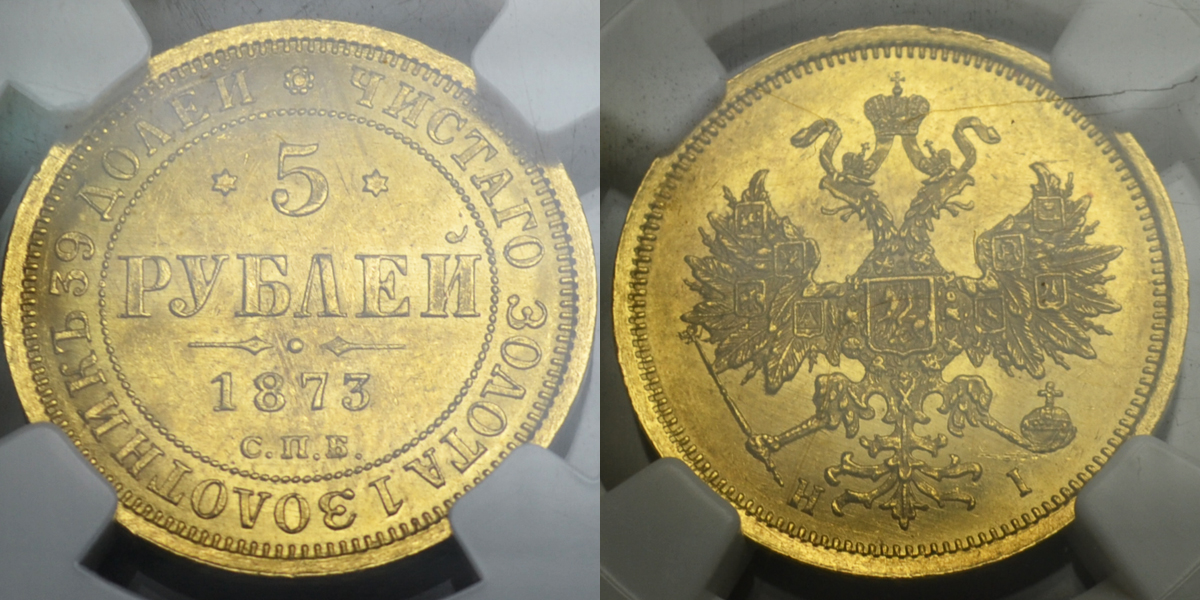 5
РУБЛЕЙ
1873
С.П.Б.
ЧИСТАГО ЗОЛОТА 1 ЗОЛОТНИКЪ 39 ДОЛЕЙ
Н I